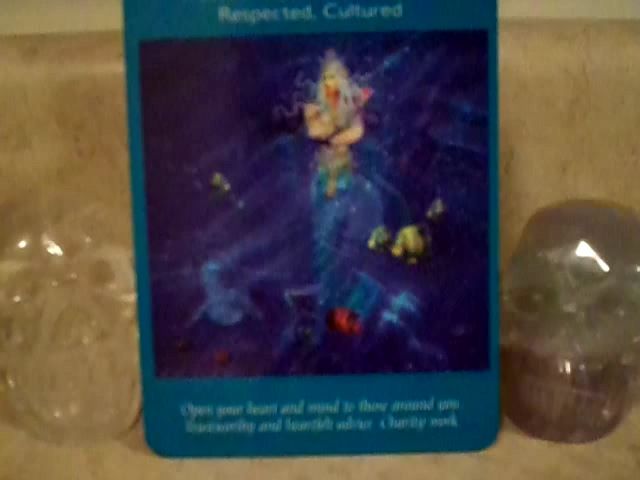 Respected, Cultured
Open your heart and mind to those around you
Trustworthy and heartfelt advice Charity work